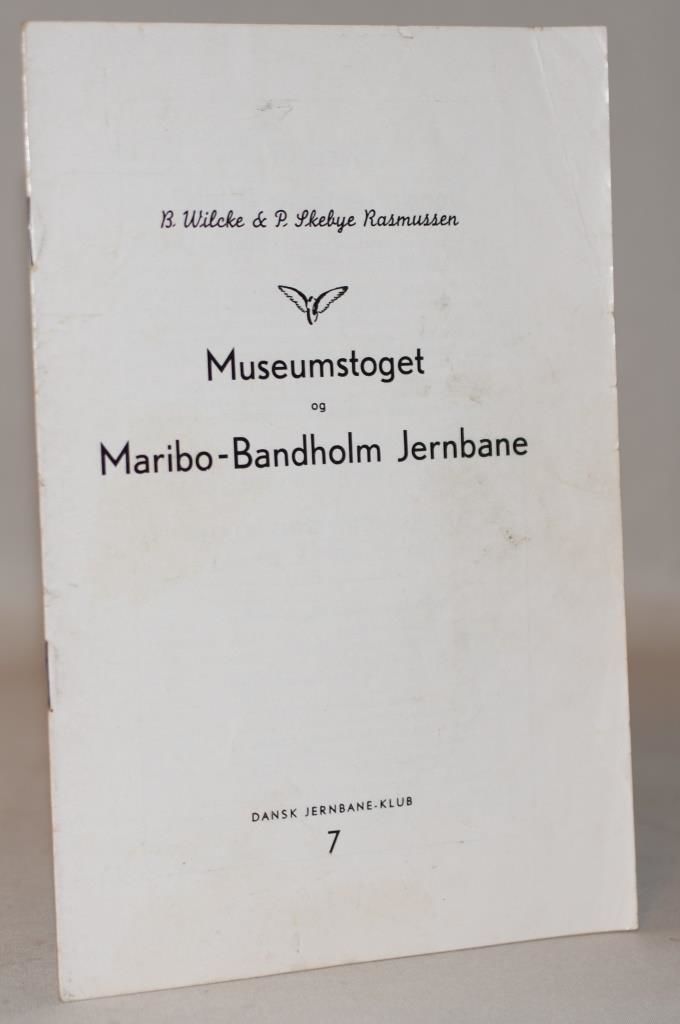 B. Wilcke & P. Skebye Rasmussen
Museumstoget
og
Maribo-Bandholm Jernbane
DANSK JERNBANE-KLUB
7